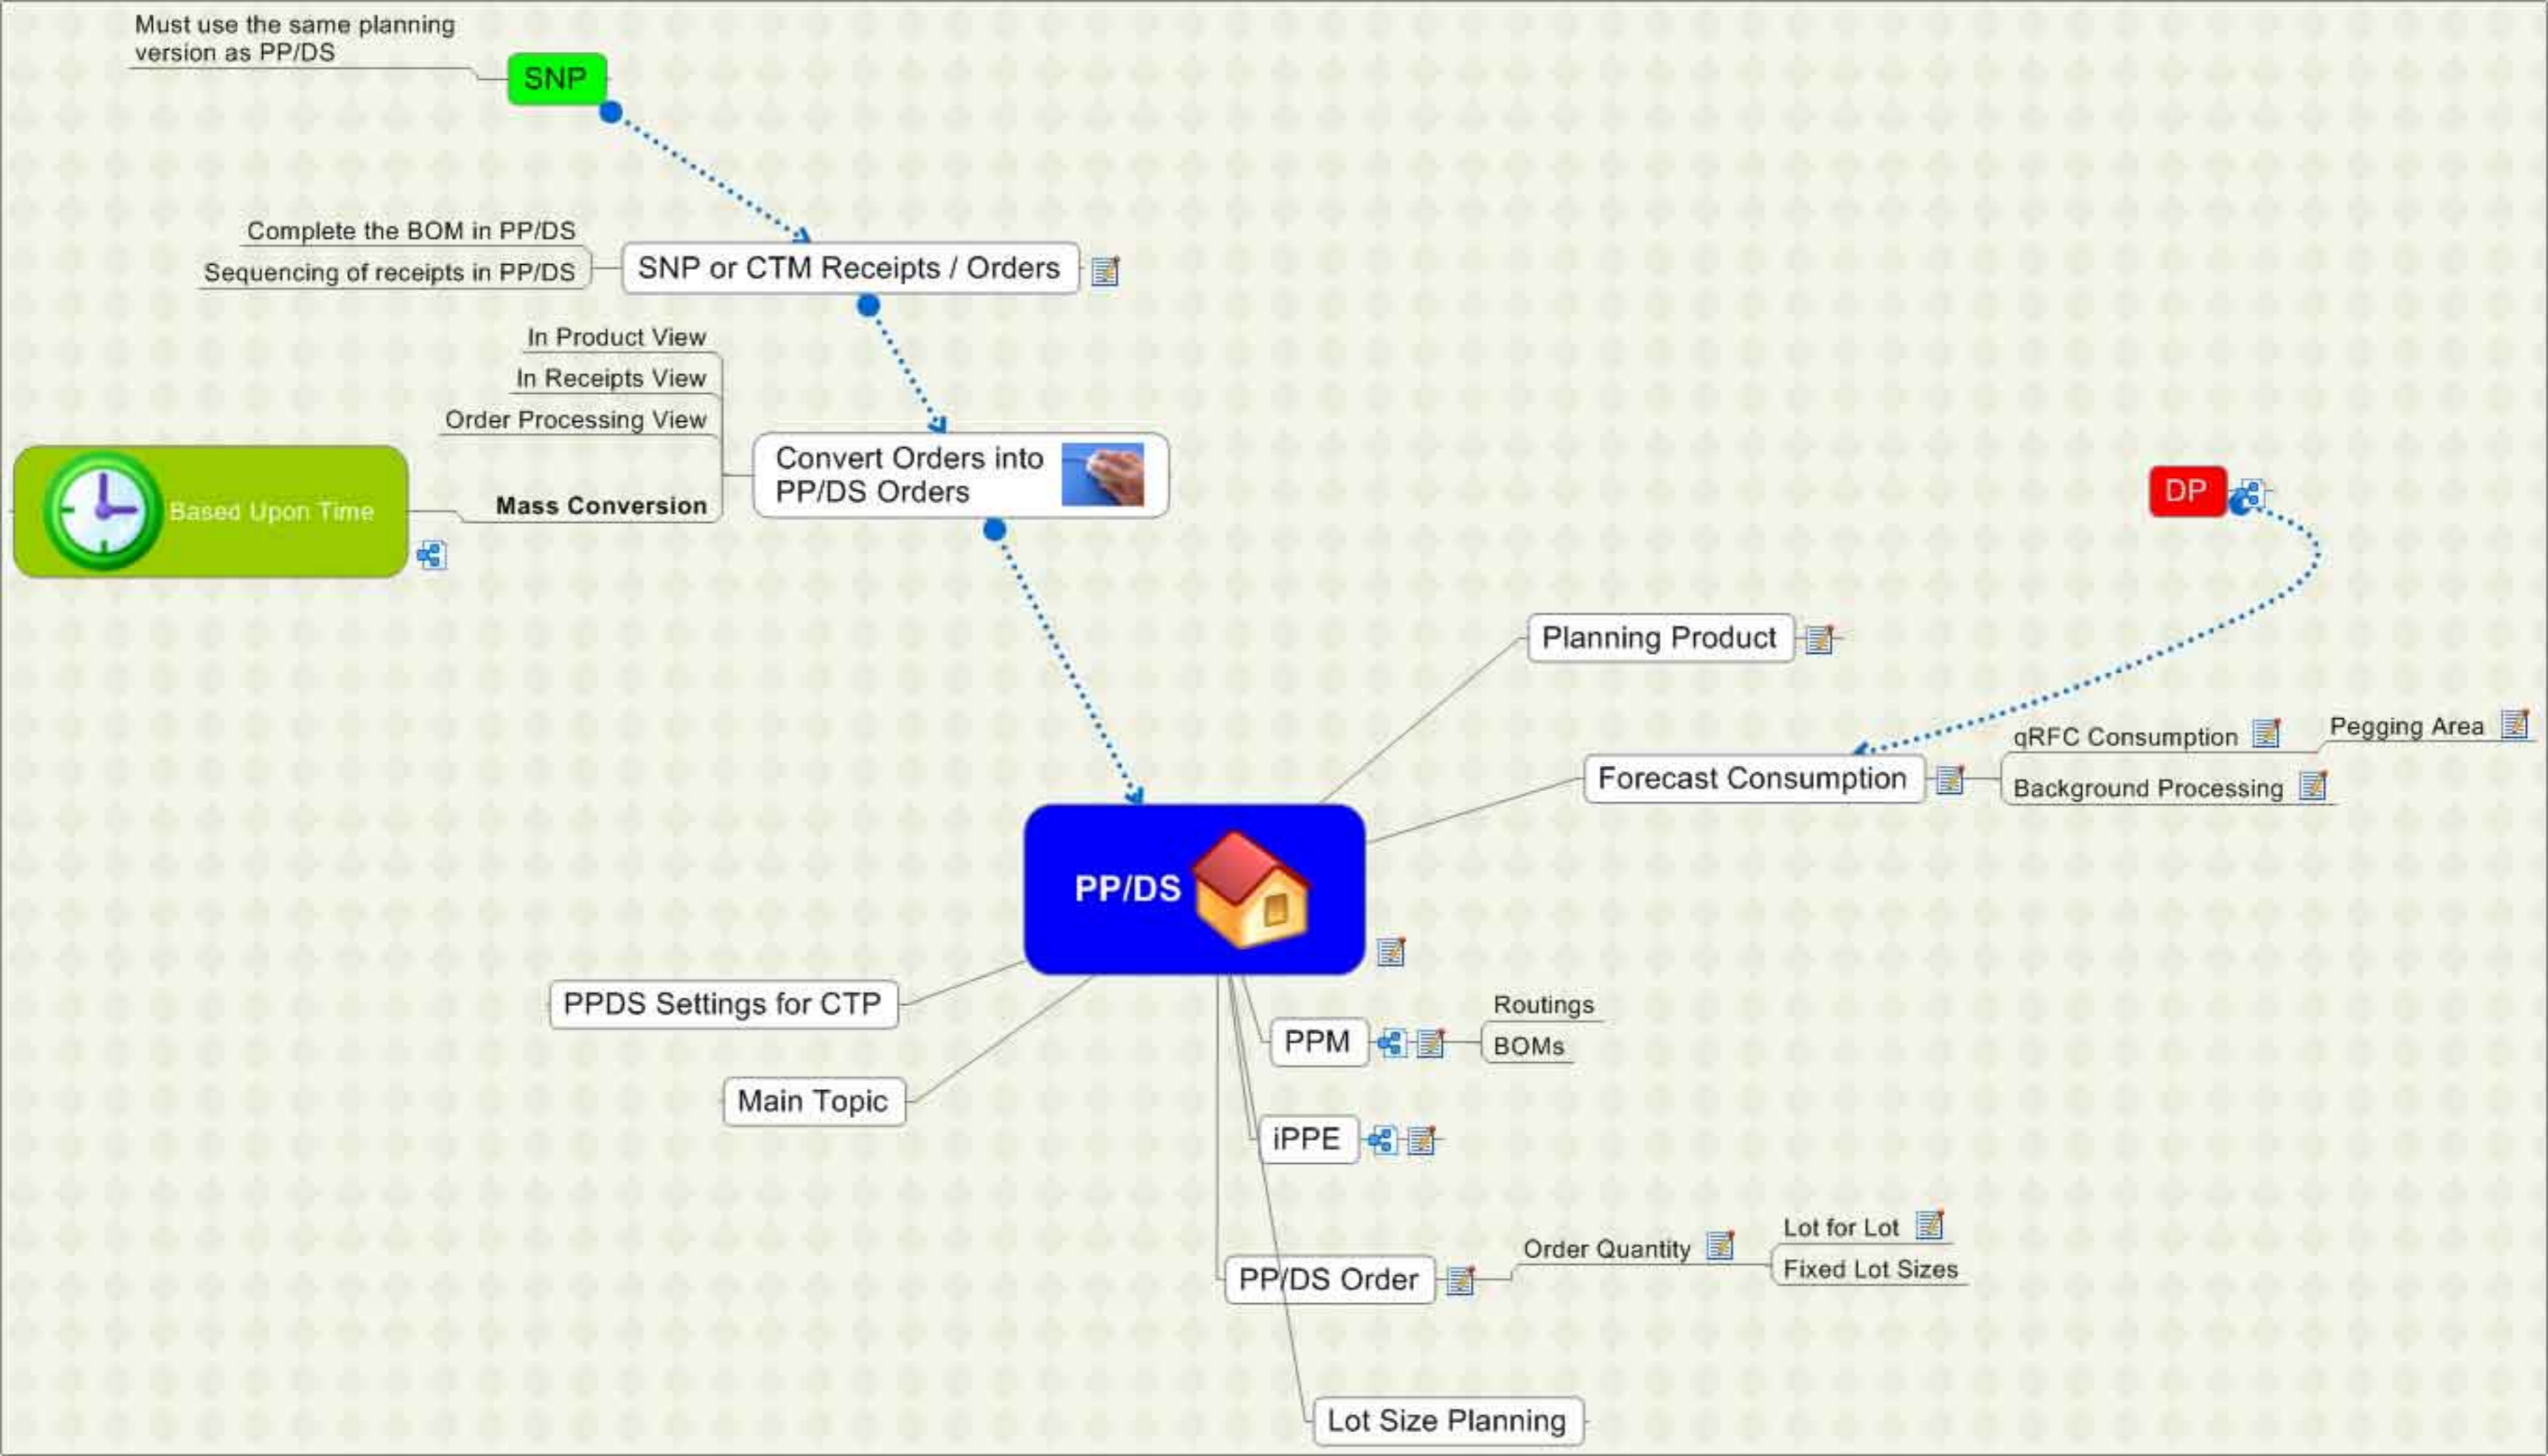 Must use the same planning
version as PP/DS
SNP
Complete the BOM in PP/DS
Sequencing of receipts in PP/DS
SNP or CTM Receipts / Orders
In Product View
In Receipts View
Order Processing View
Mass Conversion
Based Upon Time
Convert Orders into
PP/DS Orders
DP
Planning Product
Forecast Consumption
qRFC Consumption
Pegging Area
Background Processing
PP/DS
PPDS Settings for CTP
Main Topic
PPM
Routings
BOMs
iPPE
PP/DS Order
Order Quantity
Lot for Lot
Fixed Lot Sizes
Lot Size Planning